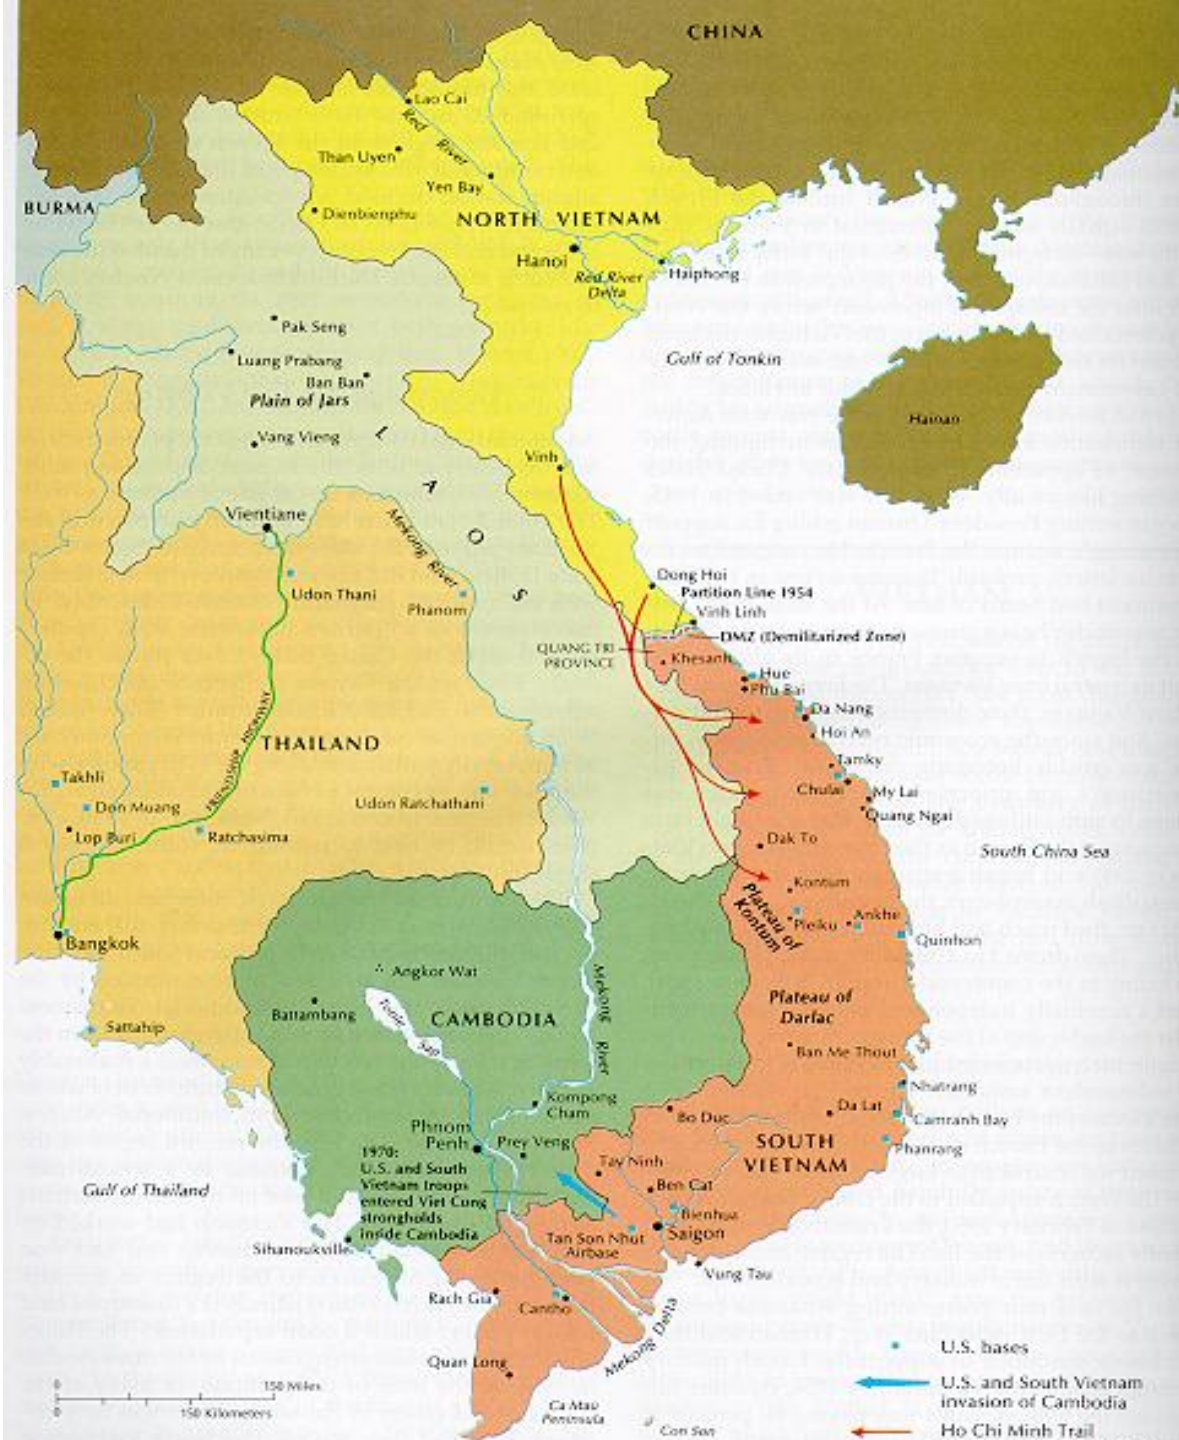 CHINA
Lao Cai
Red River
Than Uyen
Yen Bay
BURMA
Dienbienphu
NORTH VIETNAM
Hanoi
Haiphong
Red River
Delta
Pak Seng
Gulf of Tonkin
Luang Prabang
Ban Ban
Plain of Jars
Hainan
Vang Vieng
LAOS
Vinh
Vientiane
Mekong River
Dong Hoi
Partition Line 1954
Udon Thani
Phanom
Vinh Linh
DMZ (Demilitarized Zone)
QUANG TRI
PROVINCE
Khesanh
Hue
Phu Bai
Da Nang
Hoi An
FRIENDSHIP HIGHWAY
THAILAND
Tamky
Takhli
Chulai
My Lai
Don Muang
Udon Ratchathani
Quang Ngai
Lop Buri
Ratchasima
Dak To
South China Sea
Kontum
Plateau of
Kontum
Pleiku
Ankhe
Quinhon
Bangkok
Angkor Wat
Mekong River
Tonle
Sap
Plateau of
Darlac
Battambang
CAMBODIA
Sattahip
Ban Me Thout
Nhatrang
Kompong
Cham
Bo Duc
Da Lat
Camranh Bay
Phnom
Penh
Prey Veng
SOUTH
VIETNAM
Phanrang
1970:
U.S. and South
Vietnam troops
entered Viet Cong
strongholds
inside Cambodia
Tay Ninh
Ben Cat
Gulf of Thailand
Bienhua
Tan Son Nhut
Airbase
Saigon
Sihanoukville
Vung Tau
Rach Gia
Cantho
Mekong Delta
Quan Long
U.S. bases
0 150 Miles
0 150 Kilometers
U.S. and South Vietnam
invasion of Cambodia
Ca Mau
Peninsula
Con Son
Ho Chi Minh Trail